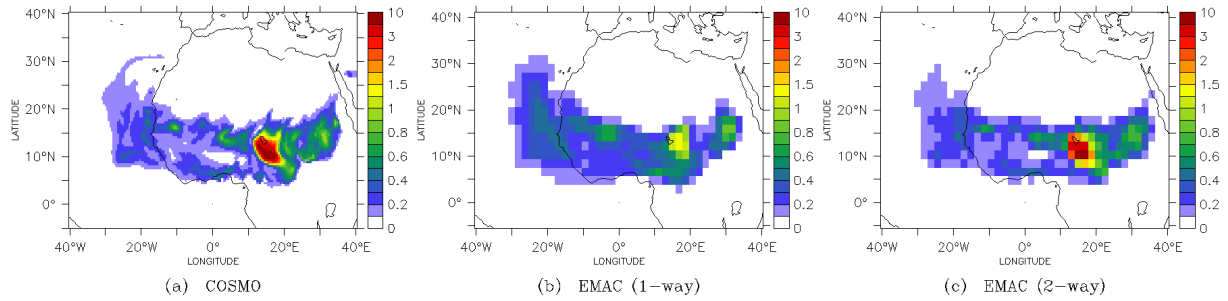 40°N
30°N
20°N
10°N
0°
LATITUDE
40°W
20°W
0°
20°E
40°E
LONGITUDE
10
3
2
1.5
1
0.8
0.6
0.4
0.2
0
(a) COSMO
40°N
30°N
20°N
10°N
0°
LATITUDE
40°W
20°W
0°
20°E
40°E
LONGITUDE
10
3
2
1.5
1
0.8
0.6
0.4
0.2
0
(b) EMAC (1-way)
40°N
30°N
20°N
10°N
0°
LATITUDE
40°W
20°W
0°
20°E
40°E
LONGITUDE
10
3
2
1.5
1
0.8
0.6
0.4
0.2
0
(c) EMAC (2-way)